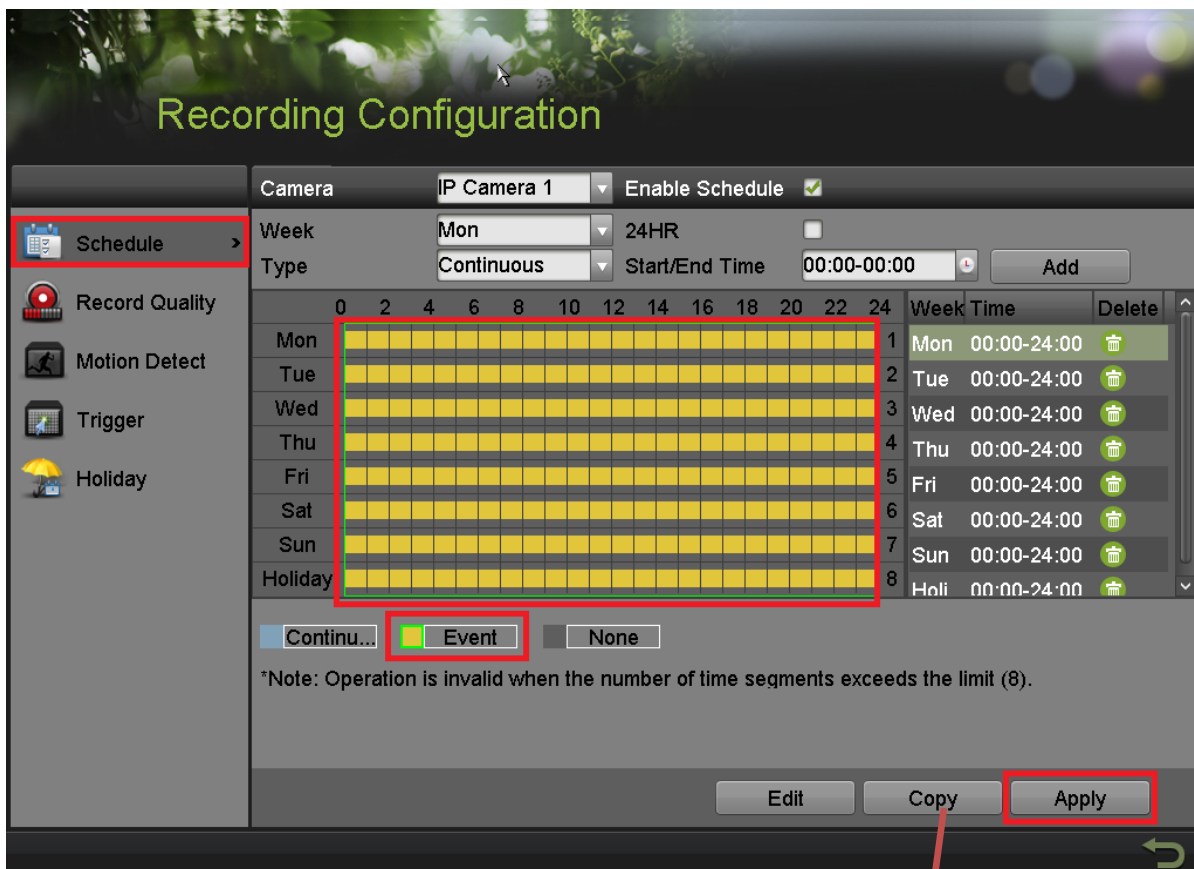 Recording Configuration
Camera IP Camera 1 Enable Schedule
Schedule >
Week Mon 24HR
Type Continuous Start/End Time 00:00-00:00 Add
Record Quality
Motion Detect
Trigger
Holiday
0 2 4 6 8 10 12 14 16 18 20 22 24 Week Time Delete
Mon 1 Mon 00:00-24:00
Tue 2 Tue 00:00-24:00
Wed 3 Wed 00:00-24:00
Thu 4 Thu 00:00-24:00
Fri 5 Fri 00:00-24:00
Sat 6 Sat 00:00-24:00
Sun 7 Sun 00:00-24:00
Holiday 8 Holi 00:00-24:00
Continu... Event None
*Note: Operation is invalid when the number of time segments exceeds the limit (8).
Edit Copy Apply